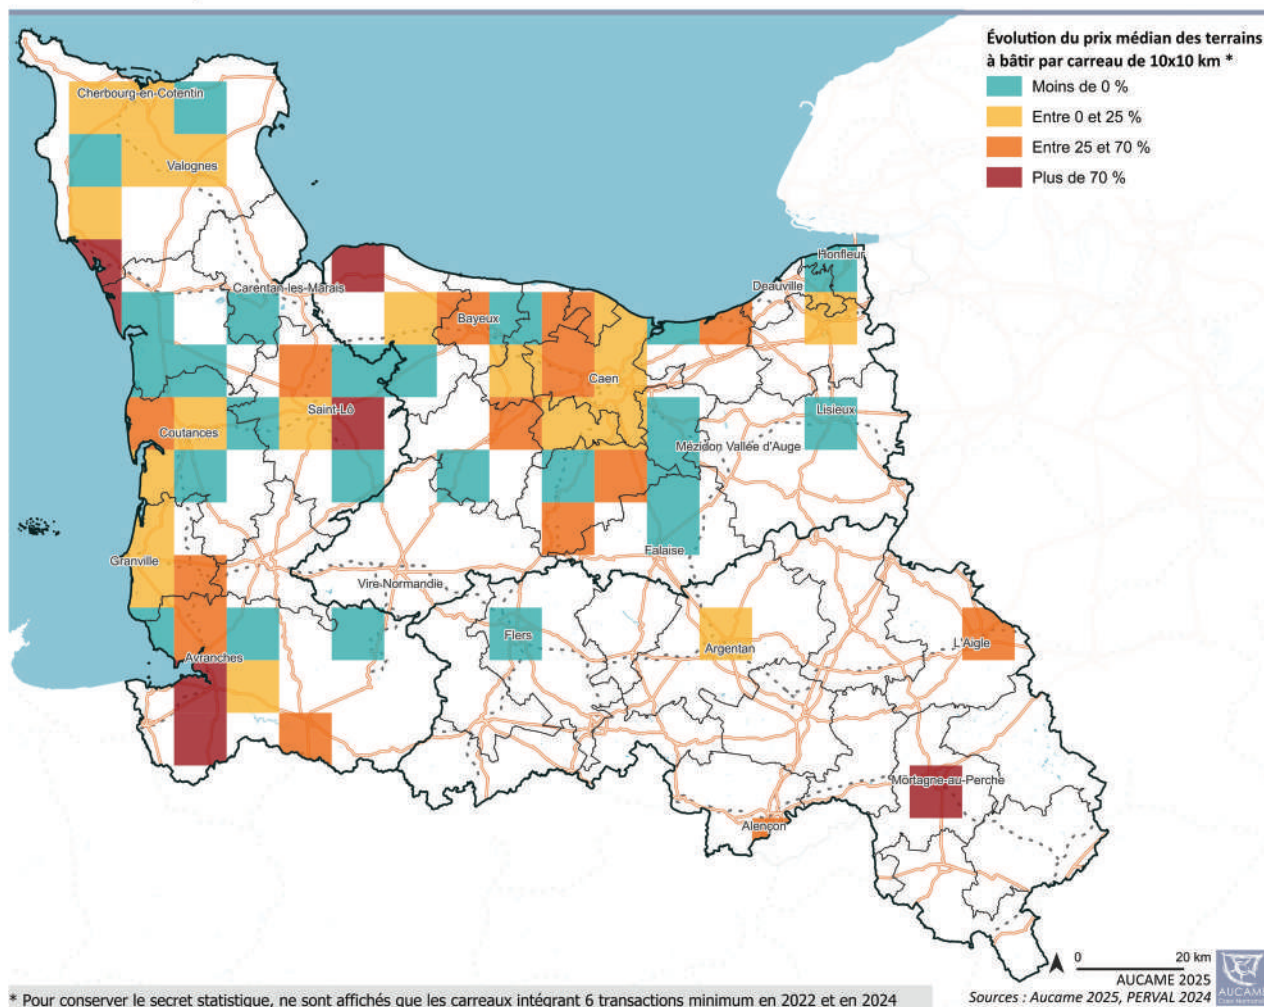 Évolution du prix médian des terrains
à bâtir par carreau de 10x10 km *
Moins de 0 %
Entre 0 et 25 %
Entre 25 et 70 %
Plus de 70 %
Cherbourg-en-Cotentin
Valognes
Honfleur
Deauville
Carentan-les-Marais
Bayeux
Caen
Saint-Lô
Lisieux
Coutances
Mézidon Vallée d'Auge
Falaise
Granville
Vire Normandie
Flers
Argentan
L'Aigle
Avranches
Mortagne-au-Perche
Alençon
0 20 km
AUCAME 2025
Sources : Aucame 2025, PERVAL 2024
AUCAME
Caen Normandie
* Pour conserver le secret statistique, ne sont affichés que les carreaux intégrant 6 transactions minimum en 2022 et en 2024